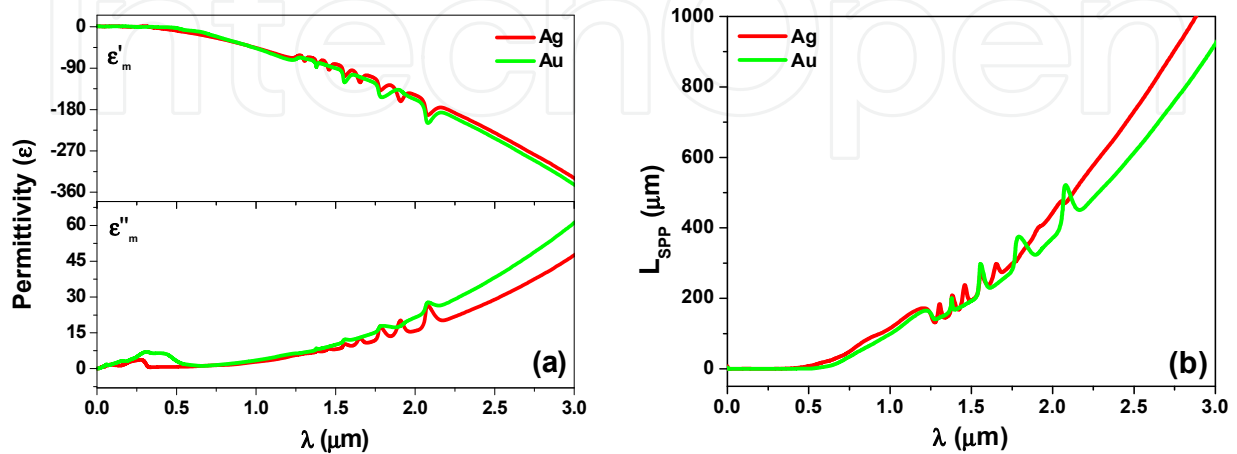 IntechOpen
0
-90
-180
-270
-360
ε'm
Ag
Au
Permittivity (ε)
60
45
30
15
0
ε''m
(a)
0.0 0.5 1.0 1.5 2.0 2.5 3.0
λ (μm)
1000
800
600
400
200
0
Ag
Au
LSPP (μm)
(b)
0.0 0.5 1.0 1.5 2.0 2.5 3.0
λ (μm)